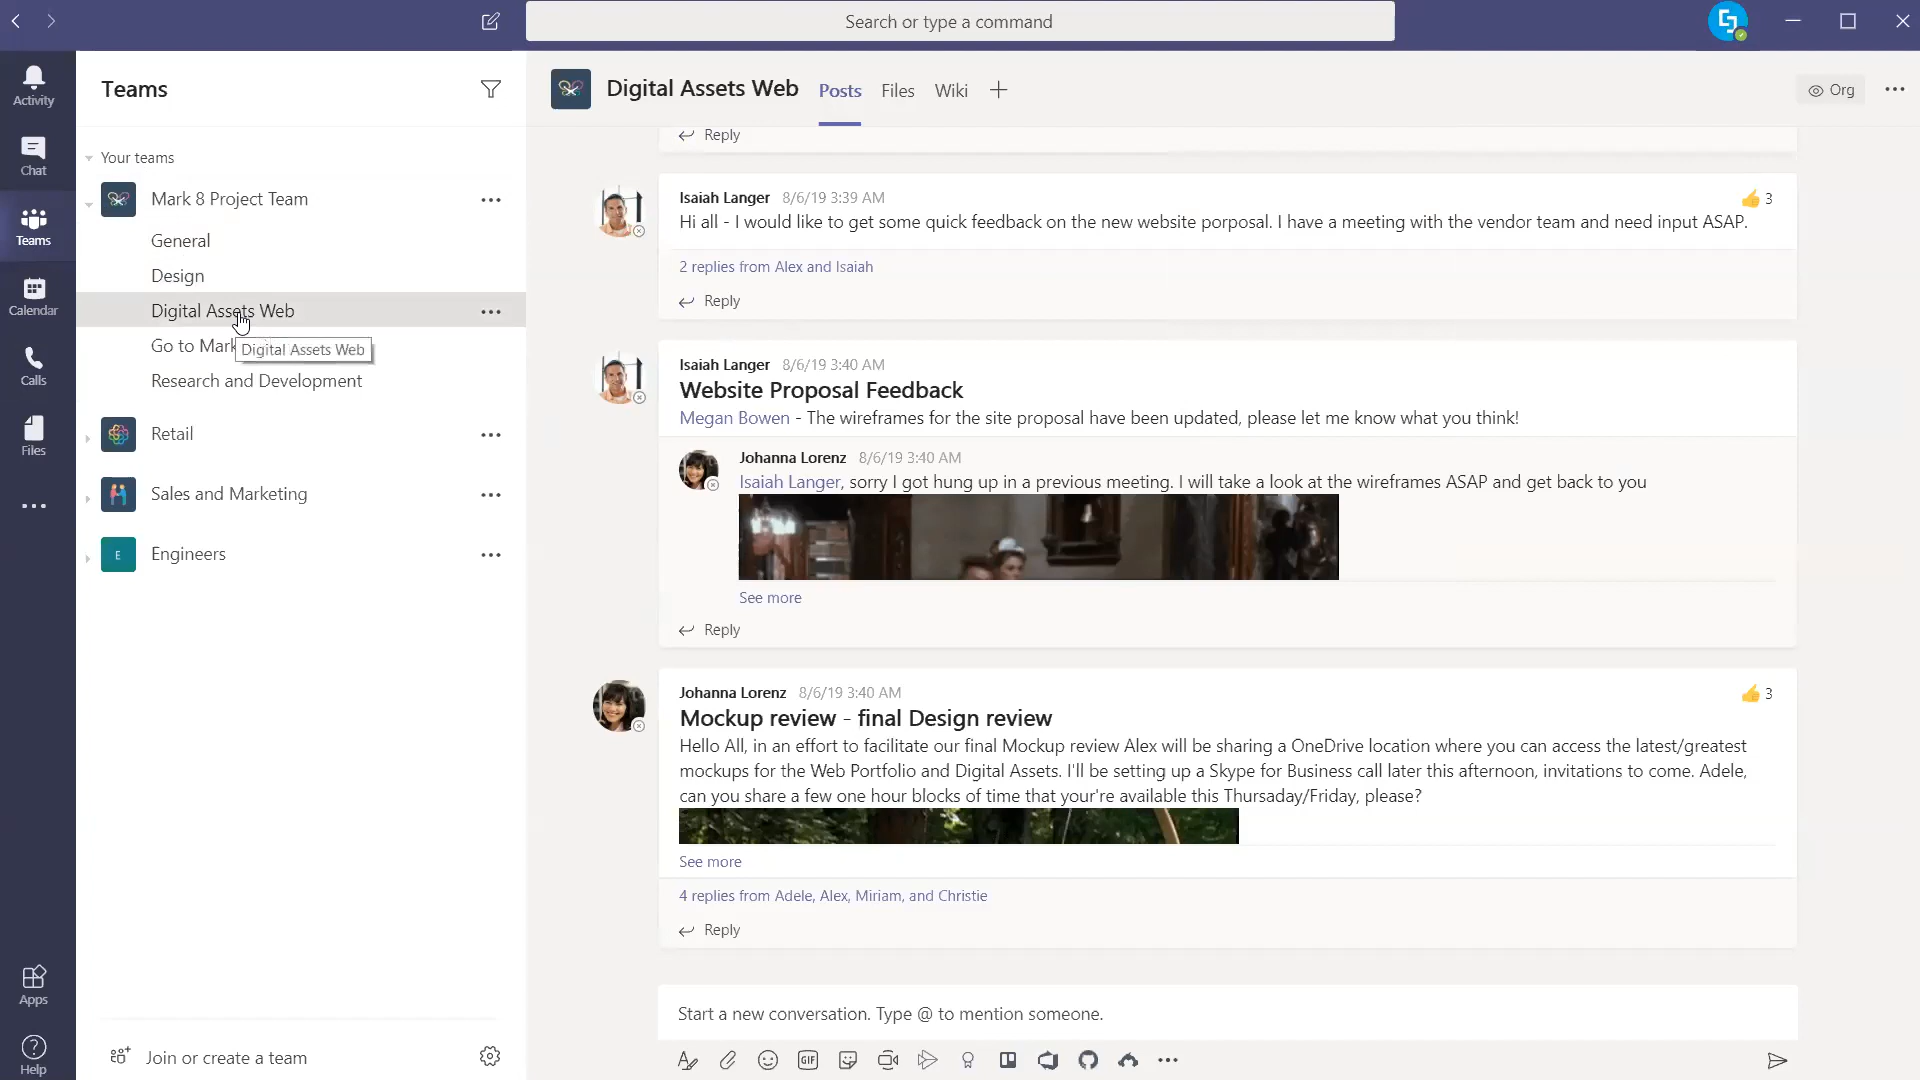 Search or type a command
Activity
Chat
Teams
Calendar
Calls
Files
Apps
Help
Teams
Your teams
Mark 8 Project Team
General
Design
Digital Assets Web
Go to Mark
Digital Assets Web
Research and Development
Retail
Sales and Marketing
E
Engineers
Join or create a team
Digital Assets Web
Posts
Files
Wiki
Org
Reply
Isaiah Langer 8/6/19 3:39 AM
3
Hi all - I would like to get some quick feedback on the new website porposal. I have a meeting with the vendor team and need input ASAP.
2 replies from Alex and Isaiah
Reply
Isaiah Langer 8/6/19 3:40 AM
Website Proposal Feedback
Megan Bowen - The wireframes for the site proposal have been updated, please let me know what you think!
Johanna Lorenz 8/6/19 3:40 AM
Isaiah Langer, sorry I got hung up in a previous meeting. I will take a look at the wireframes ASAP and get back to you
See more
Reply
Johanna Lorenz 8/6/19 3:40 AM
3
Mockup review - final Design review
Hello All, in an effort to facilitate our final Mockup review Alex will be sharing a OneDrive location where you can access the latest/greatest
mockups for the Web Portfolio and Digital Assets. I'll be setting up a Skype for Business call later this afternoon, invitations to come. Adele,
can you share a few one hour blocks of time that your're available this Thursaday/Friday, please?
See more
4 replies from Adele, Alex, Miriam, and Christie
Reply
Start a new conversation. Type @ to mention someone.
GIF